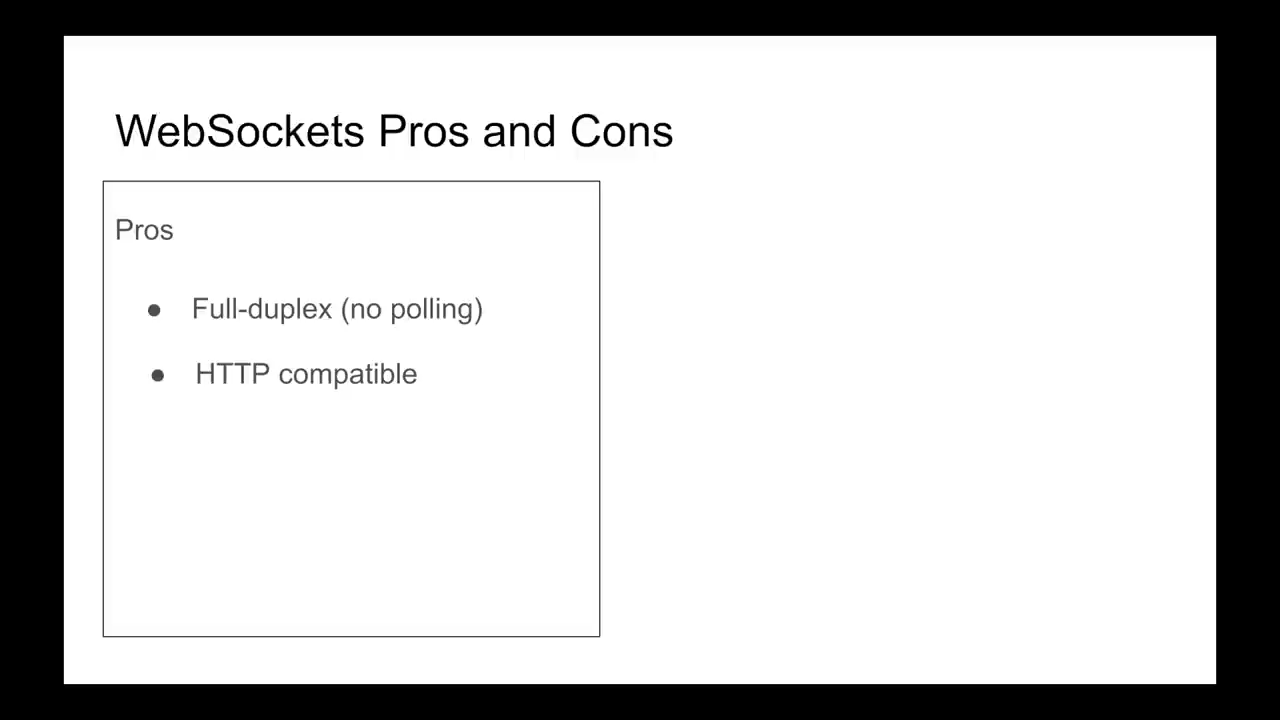 WebSockets Pros and Cons
Pros
● Full-duplex (no polling)
● HTTP compatible